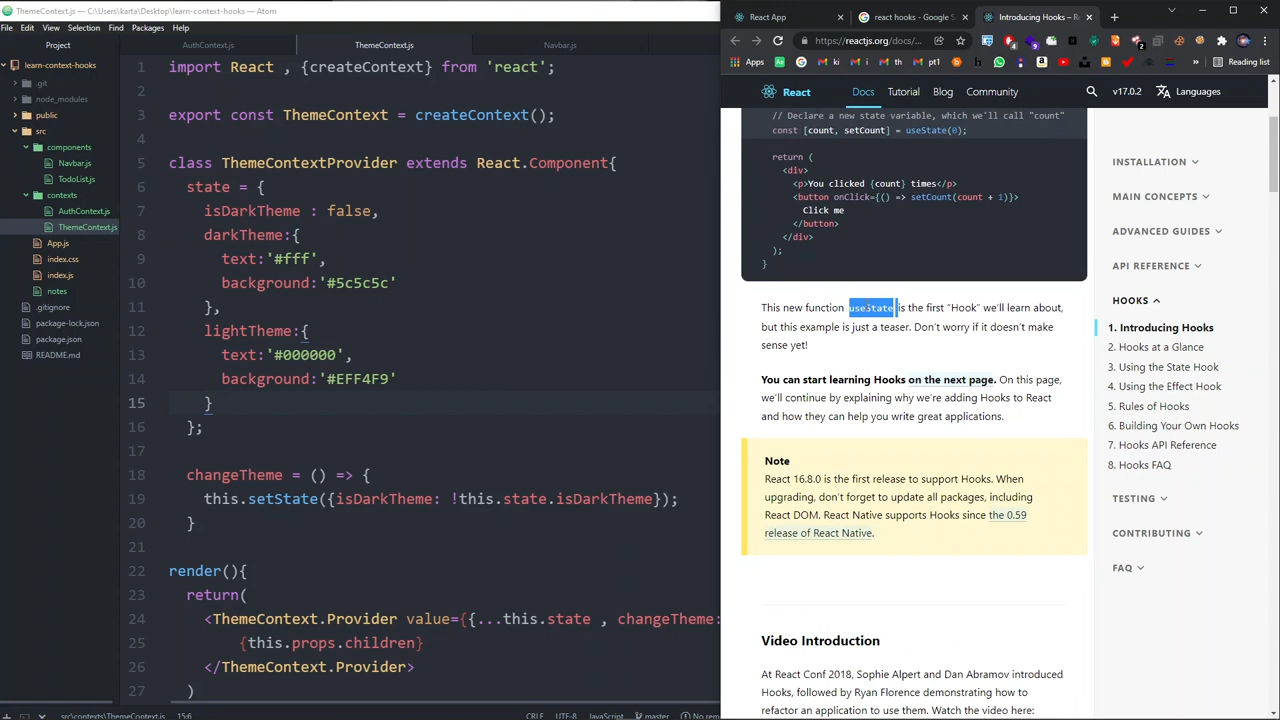 ThemeContext.js — C:\Users\karta\Desktop\learn-context-hooks — Atom
File Edit View Selection Find Packages Help
Project
learn-context-hooks
.git
node_modules
public
src
components
Navbar.js
TodoList.js
contexts
AuthContext.js
ThemeContext.js
App.js
index.css
index.js
notes
.gitignore
package-lock.json
package.json
README.md
AuthContext.js ThemeContext.js Navbar.js
1 import React , {createContext} from 'react';
2
3 export const ThemeContext = createContext();
4
5 class ThemeContextProvider extends React.Component{
6 state = {
7 isDarkTheme : false,
8 darkTheme:{
9 text:'#fff',
10 background:'#5c5c5c'
11 },
12 lightTheme:{
13 text:'#000000',
14 background:'#EFF4F9'
15 }
16 };
17
18 changeTheme = () => {
19 this.setState({isDarkTheme: !this.state.isDarkTheme});
20 }
21
22 render(){
23 return(
24 <ThemeContext.Provider value={{...this.state , changeTheme:
25 {this.props.children}
26 </ThemeContext.Provider>
27 )
src\contexts\ThemeContext.js 15:6 CRLF UTF-8 JavaScript master
React App react hooks - Google S Introducing Hooks – R
https://reactjs.org/docs/...
Apps ki i th pt1 b i Reading list
React Docs Tutorial Blog Community v17.0.2 Languages
// Declare a new state variable, which we'll call "count"
const [count, setCount] = useState(0);
return (
<div>
<p>You clicked {count} times</p>
<button onClick={() => setCount(count + 1)}>
Click me
</button>
</div>
);
}
This new function useState is the first “Hook” we’ll learn about,
but this example is just a teaser. Don’t worry if it doesn’t make
sense yet!
You can start learning Hooks on the next page. On this page,
we’ll continue by explaining why we’re adding Hooks to React
and how they can help you write great applications.
Note
React 16.8.0 is the first release to support Hooks. When
upgrading, don’t forget to update all packages, including
React DOM. React Native supports Hooks since the 0.59
release of React Native.
Video Introduction
At React Conf 2018, Sophie Alpert and Dan Abramov introduced
Hooks, followed by Ryan Florence demonstrating how to
refactor an application to use them. Watch the video here:
INSTALLATION
MAIN CONCEPTS
ADVANCED GUIDES
API REFERENCE
HOOKS
1. Introducing Hooks
2. Hooks at a Glance
3. Using the State Hook
4. Using the Effect Hook
5. Rules of Hooks
6. Building Your Own Hooks
7. Hooks API Reference
8. Hooks FAQ
TESTING
CONTRIBUTING
FAQ